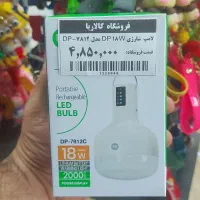 فروشگاه کالاریا
لامپ شارژی DP ۱۸W مدل DP-۷۸۱۲
۴,۸۵۰,۰۰۰
قیمت فروشگاه:
Portable
Rechargeable
LED
BULB
DP-7812C
18w
2000